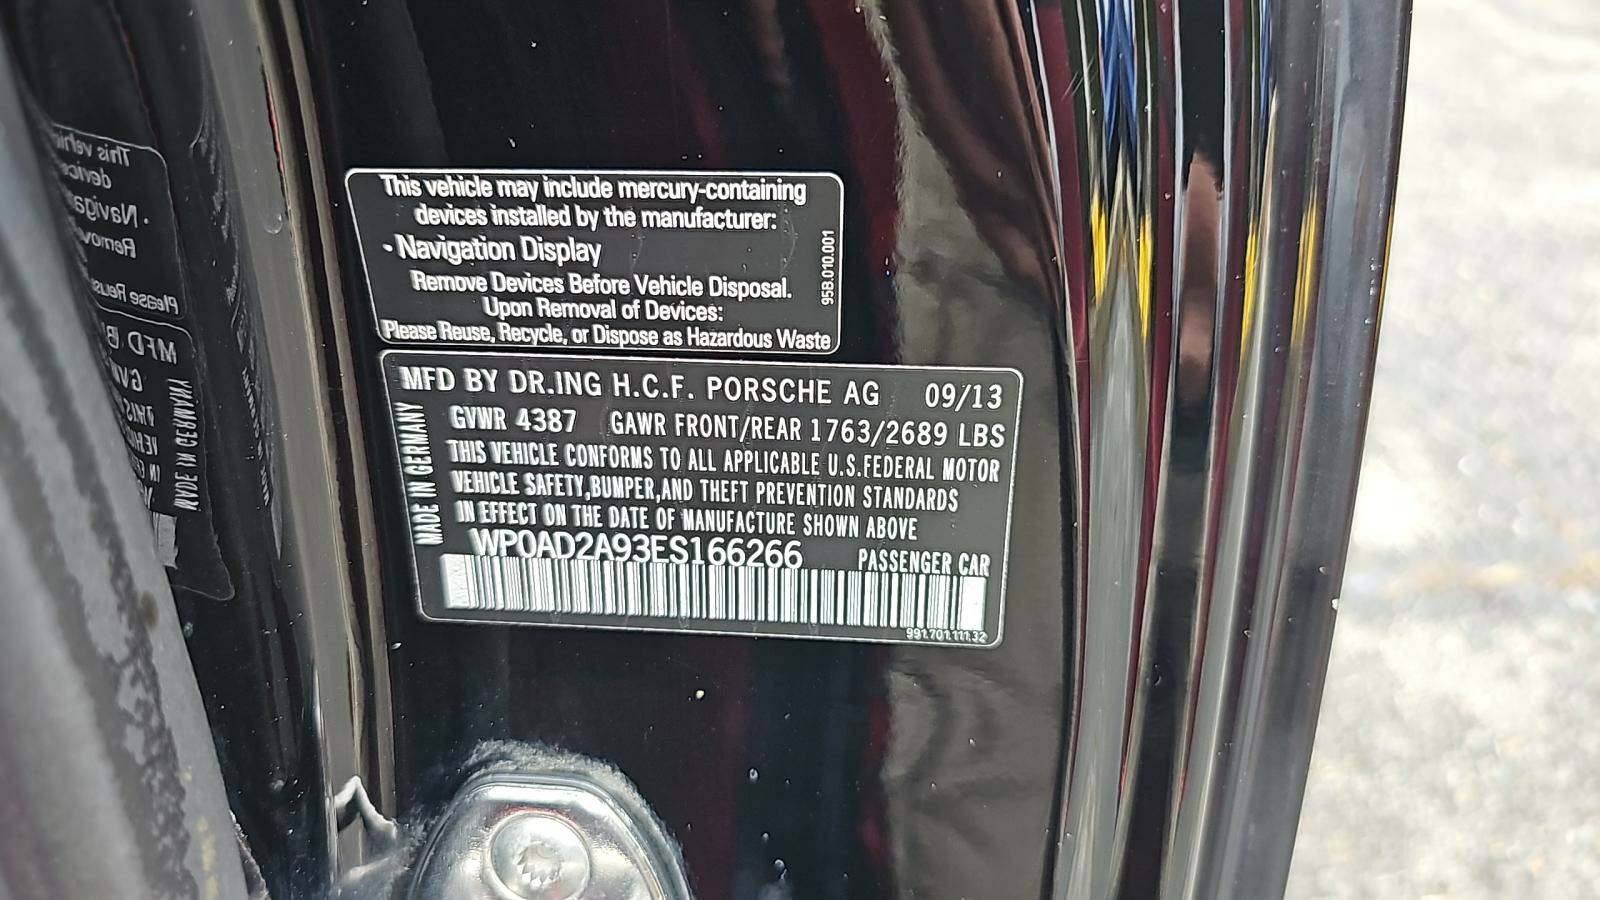 This vehicle may include mercury-containing
devices installed by the manufacturer:
• Navigation Display
Remove Devices Before Vehicle Disposal.
Upon Removal of Devices:
Please Reuse, Recycle, or Dispose as Hazardous Waste
95B.010.001
MFD BY DR.ING H.C.F. PORSCHE AG 09/13
GVWR 4387 GAWR FRONT/REAR 1763/2689 LBS
THIS VEHICLE CONFORMS TO ALL APPLICABLE U.S.FEDERAL MOTOR
VEHICLE SAFETY,BUMPER,AND THEFT PREVENTION STANDARDS
IN EFFECT ON THE DATE OF MANUFACTURE SHOWN ABOVE
WP0AD2A93ES166266 PASSENGER CAR
MADE IN GERMANY
991.701.111.32